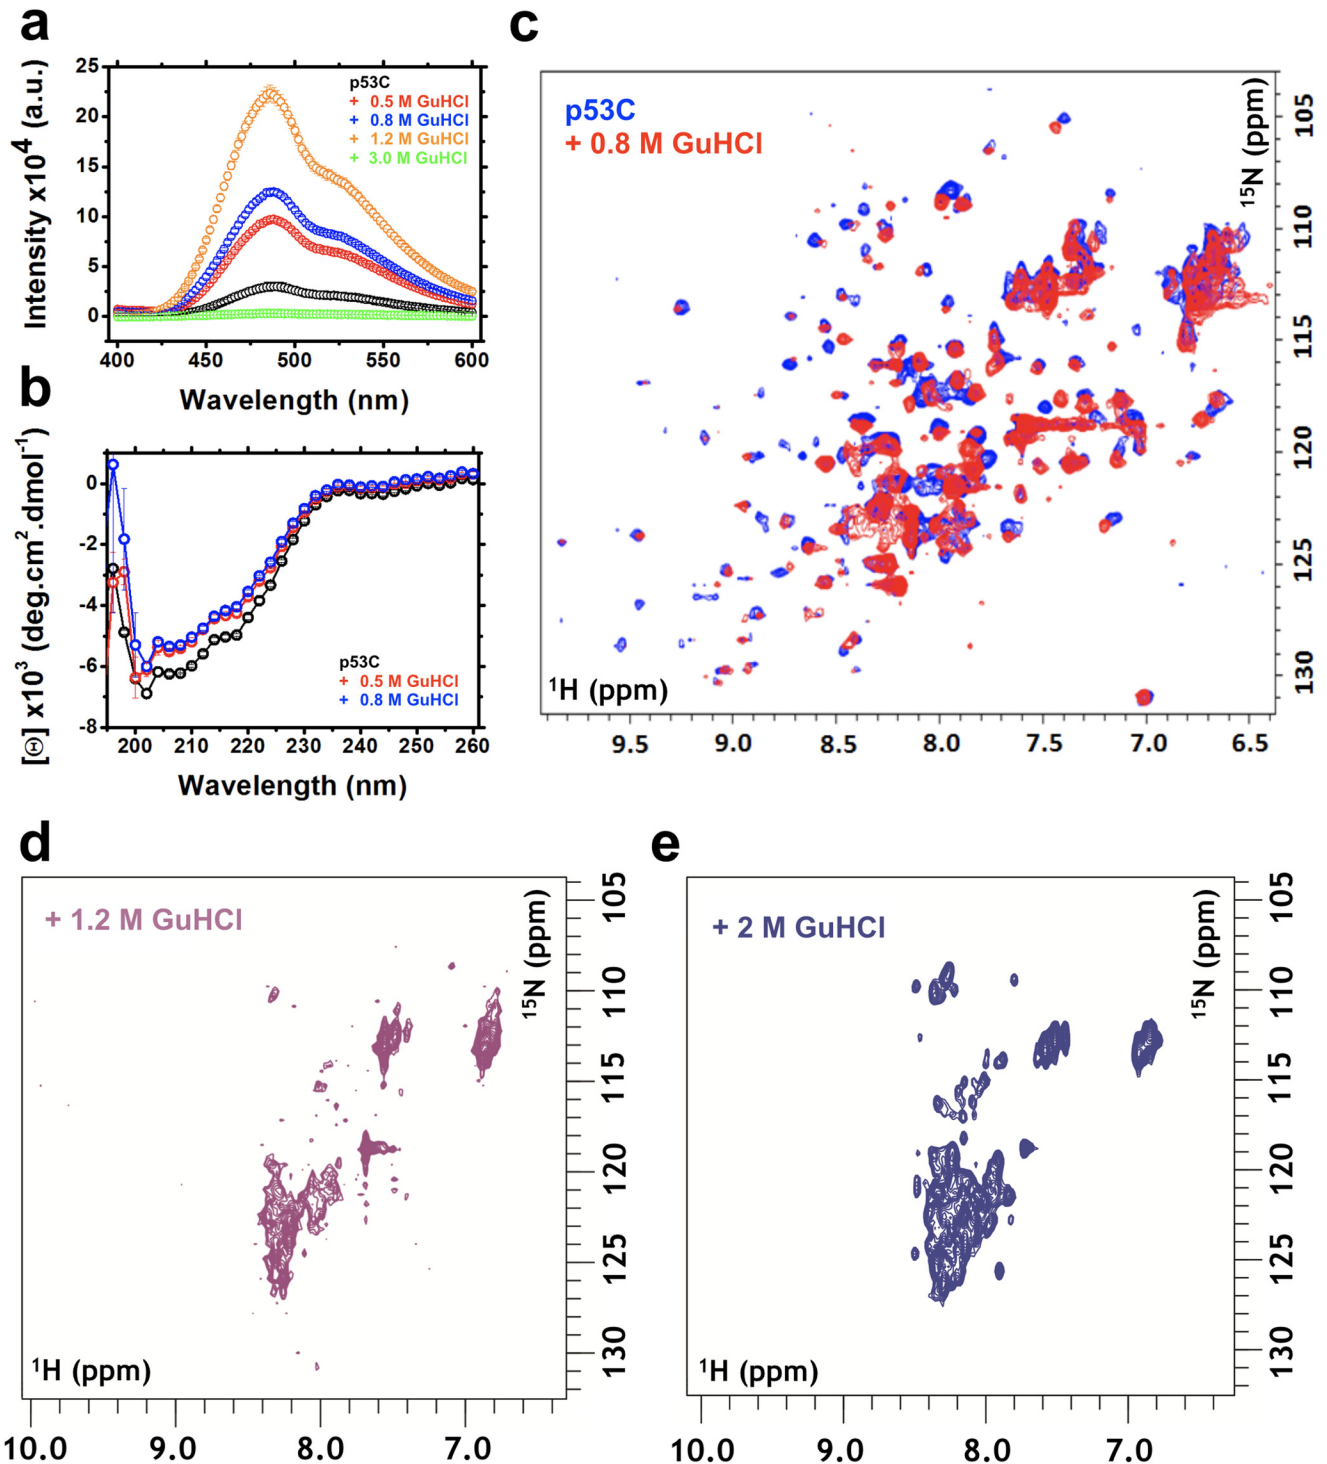 a
Intensity x10⁴ (a.u.)
25
20
15
10
5
0
p53C
+ 0.5 M GuHCl
+ 0.8 M GuHCl
+ 1.2 M GuHCl
+ 3.0 M GuHCl
400 450 500 550 600
Wavelength (nm)
b
[Θ] x10³ (deg.cm².dmol⁻¹)
0
-2
-4
-6
-8
p53C
+ 0.5 M GuHCl
+ 0.8 M GuHCl
200 210 220 230 240 250 260
Wavelength (nm)
c
p53C
+ 0.8 M GuHCl
¹⁵N (ppm)
105
110
115
120
125
130
¹H (ppm)
9.5 9.0 8.5 8.0 7.5 7.0 6.5
d
+ 1.2 M GuHCl
¹⁵N (ppm)
105
110
115
120
125
130
¹H (ppm)
10.0 9.0 8.0 7.0
e
+ 2 M GuHCl
¹⁵N (ppm)
105
110
115
120
125
130
¹H (ppm)
10.0 9.0 8.0 7.0